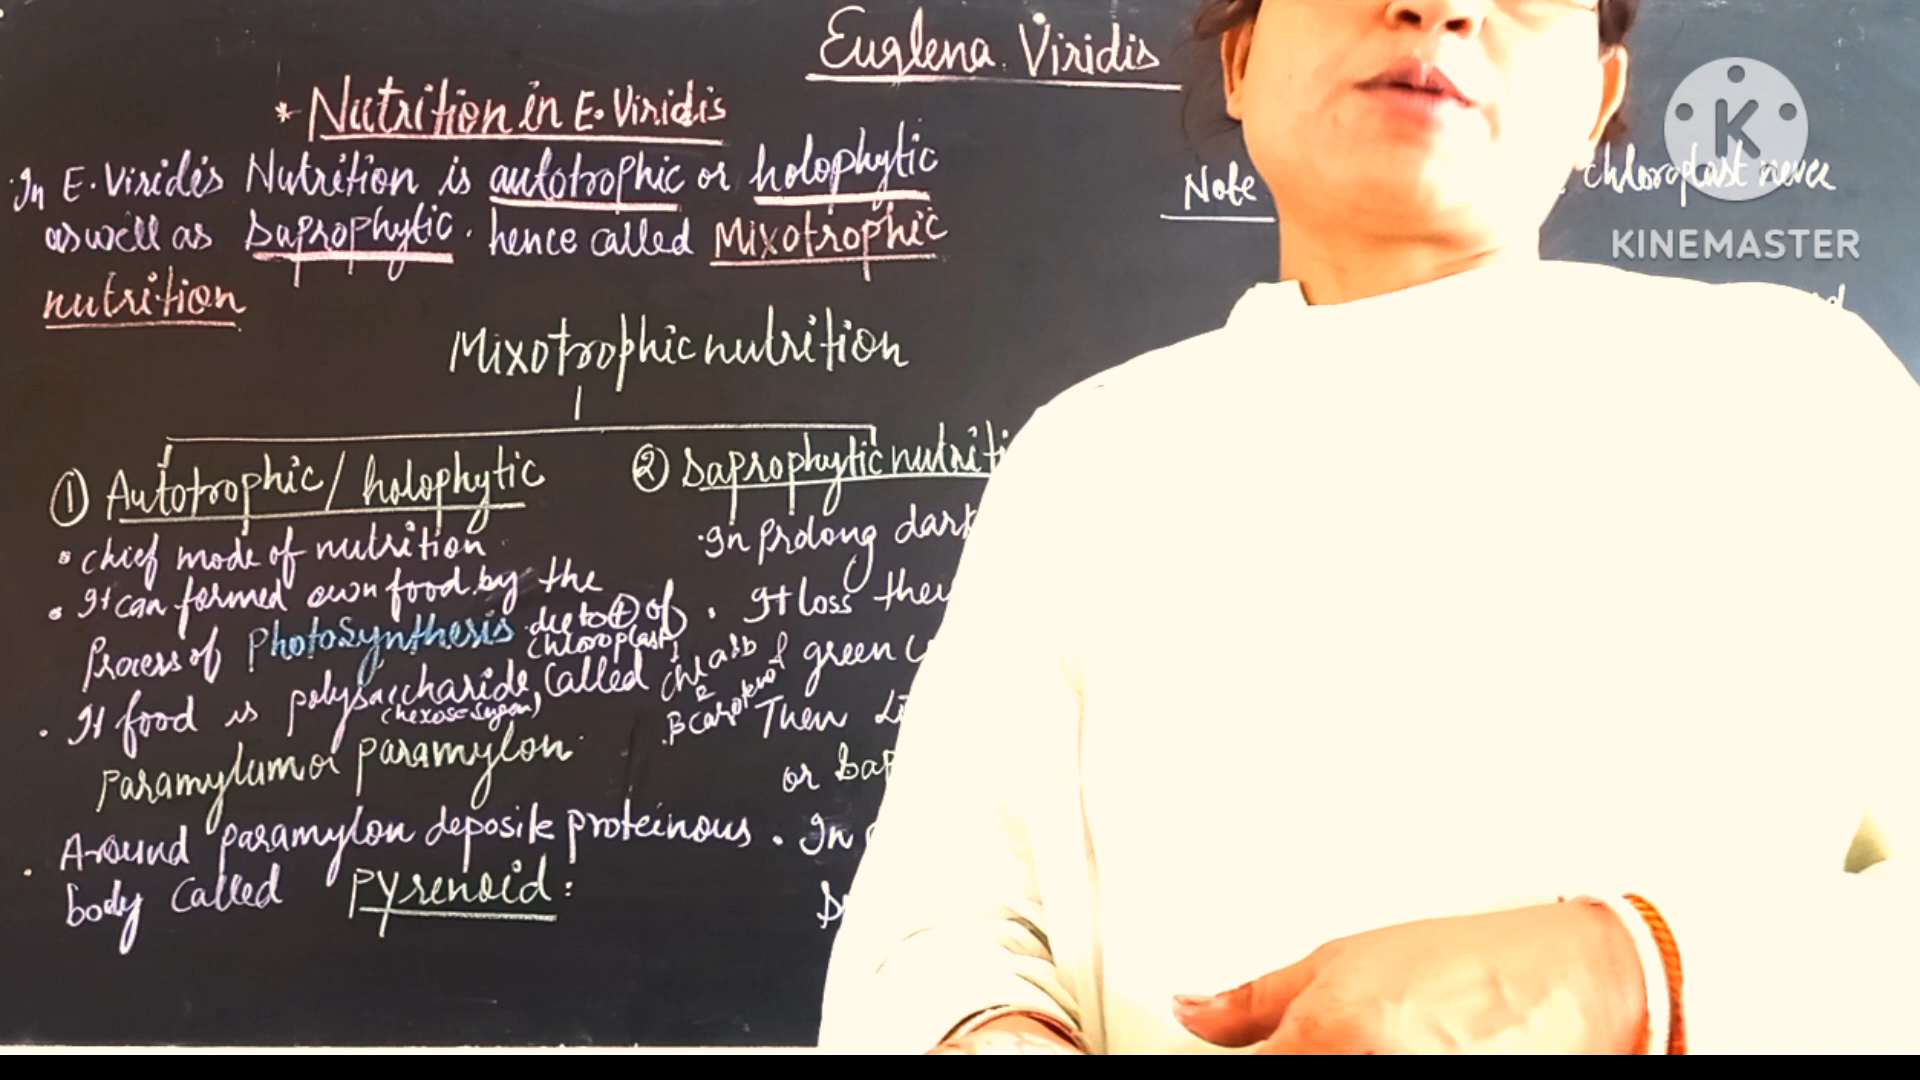 Euglena Viridis
* Nutrition in E. Viridis
In E. Viridis Nutrition is autotrophic or holophytic
as well as saprophytic. hence called Mixotrophic
nutrition
Mixotrophic nutrition
① Autotrophic / holophytic
• chief mode of nutrition
• It can formed own food by the
Process of Photosynthesis due to ⊕ of
chloroplast,
chl a & b
& β caroteno
• It food is polysaccharide called
(hexose sugar)
Paramylum or paramylon.
• Around paramylon deposite proteinous
body called Pyrenoid:
② Saprophytic nutriti
• In Prolong dark
• It loss they
green
Then
or Sap
• In
Note
chloroplast never
K
KINEMASTER